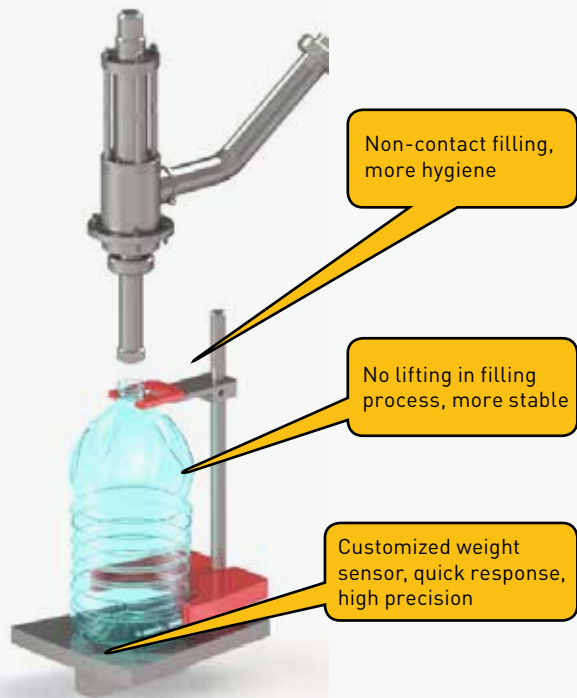 Non-contact filling,
more hygiene
No lifting in filling
process, more stable
Customized weight
sensor, quick response,
high precision